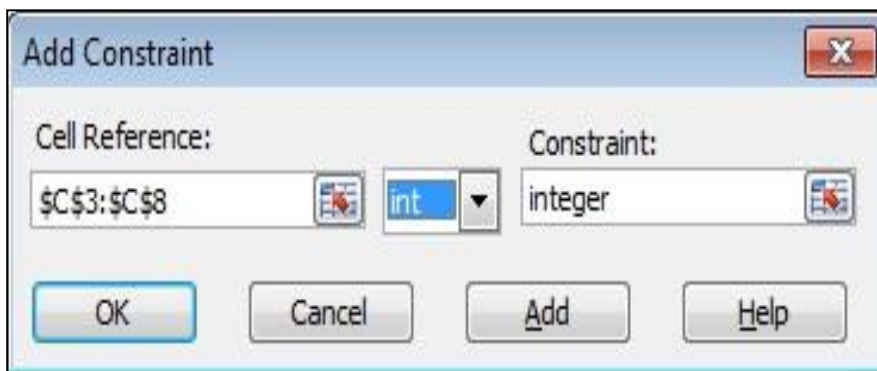 Add Constraint
Cell Reference: Constraint:
$C$3:$C$8 int integer
OK Cancel Add Help